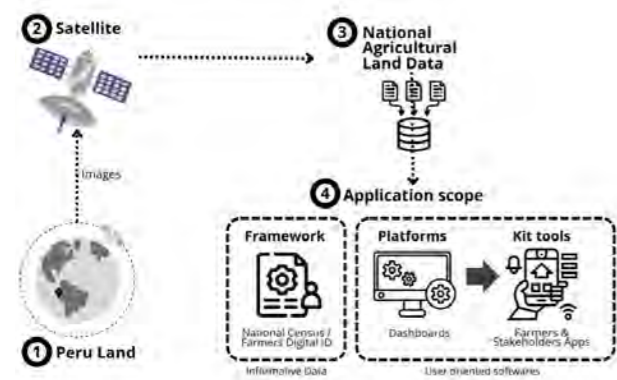 2 Satellite
3 National
Agricultural
Land Data
Images
4 Application scope
Framework
Platforms
Kit tools
National Census /
Farmers Digital ID
Dashboards
Farmers &
Stakeholders Apps
1 Peru Land
Informative Data
User oriented softwares